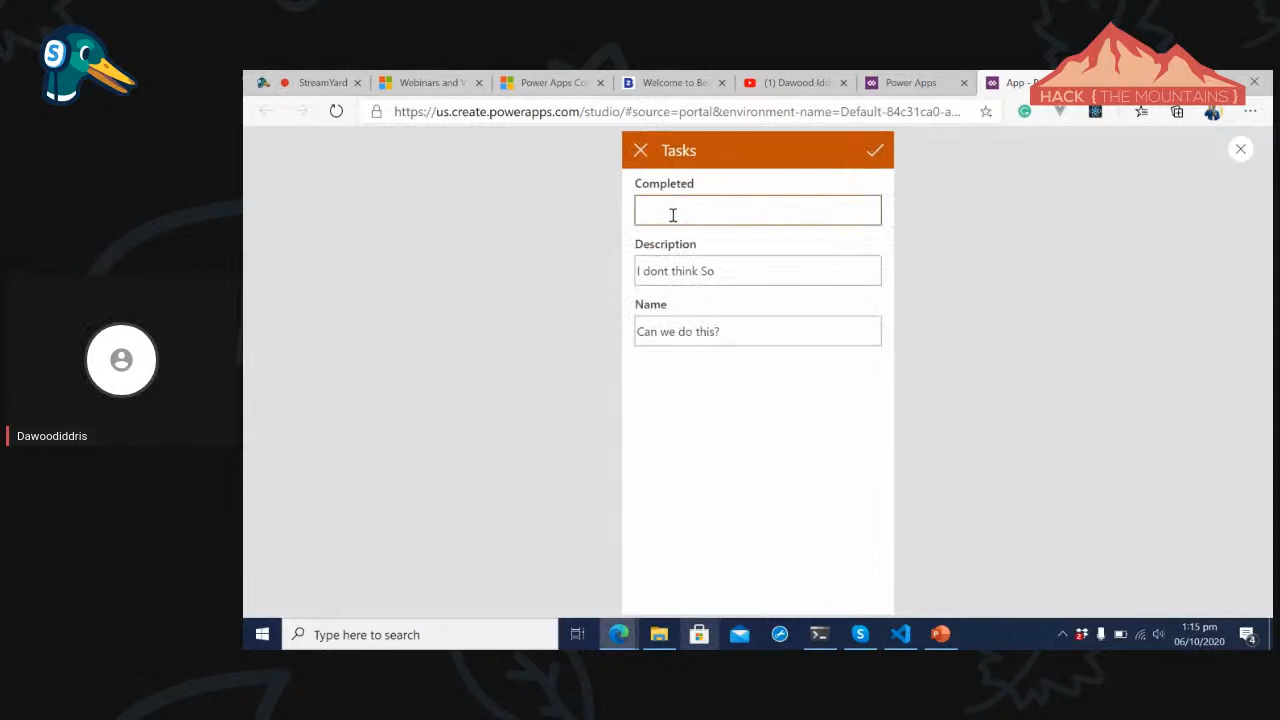 S
HACK { THE MOUNTAINS }
StreamYard
Webinars and V
Power Apps Co
Welcome to Be
(1) Dawood Idd
Power Apps
App - P
https://us.create.powerapps.com/studio/#source=portal&environment-name=Default-84c31ca0-a...
Tasks
Completed
Description
I dont think So
Name
Can we do this?
Dawoodiddris
Type here to search
1:15 pm
06/10/2020
4